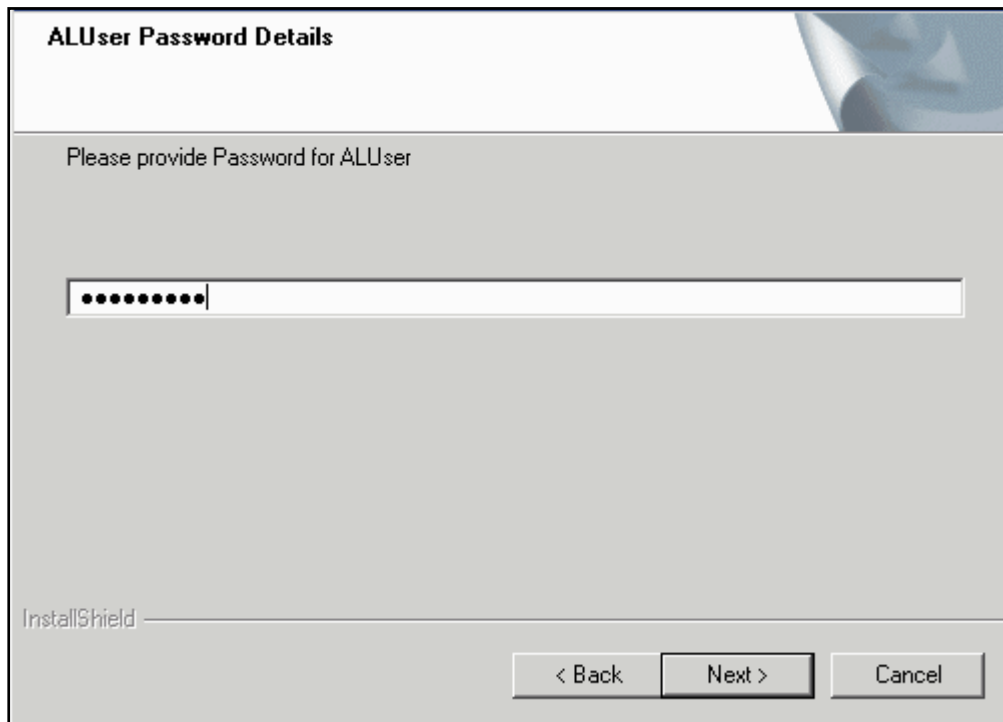 ALUser Password Details
Please provide Password for ALUser
●●●●●●●●●
InstallShield
< Back Next > Cancel